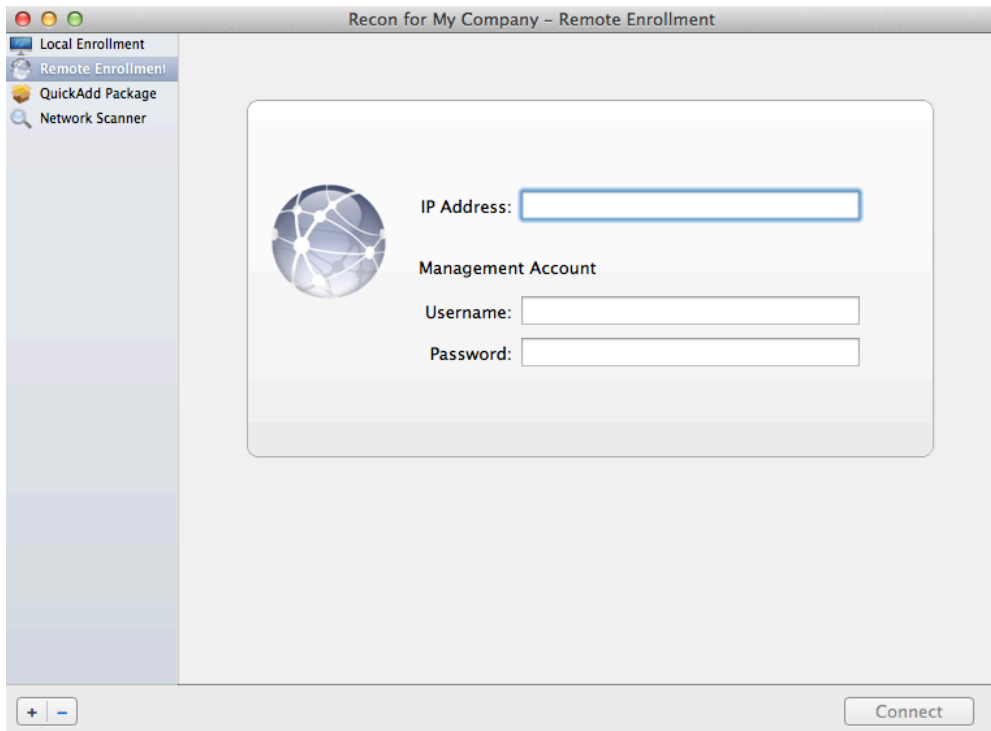 Recon for My Company – Remote Enrollment
Local Enrollment
Remote Enrollment
QuickAdd Package
Network Scanner
IP Address:
Management Account
Username:
Password:
+ –
Connect